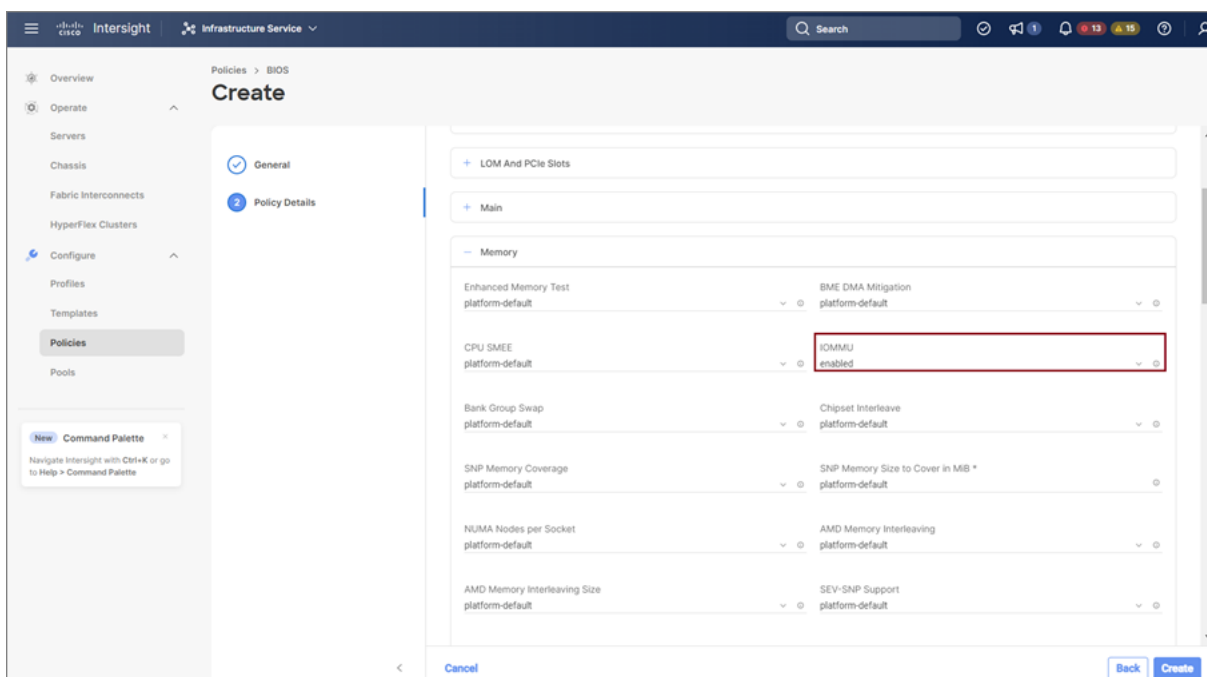 cisco Intersight
Infrastructure Service
Search
1
13
15
Overview
Operate
Servers
Chassis
Fabric Interconnects
HyperFlex Clusters
Configure
Profiles
Templates
Policies
Pools
New Command Palette
Navigate Intersight with Ctrl+K or go
to Help > Command Palette
Policies > BIOS
Create
General
2 Policy Details
+ LOM And PCIe Slots
+ Main
− Memory
Enhanced Memory Test
platform-default
BME DMA Mitigation
platform-default
CPU SMEE
platform-default
IOMMU
enabled
Bank Group Swap
platform-default
Chipset Interleave
platform-default
SNP Memory Coverage
platform-default
SNP Memory Size to Cover in MiB *
platform-default
NUMA Nodes per Socket
platform-default
AMD Memory Interleaving
platform-default
AMD Memory Interleaving Size
platform-default
SEV-SNP Support
platform-default
Cancel
Back
Create